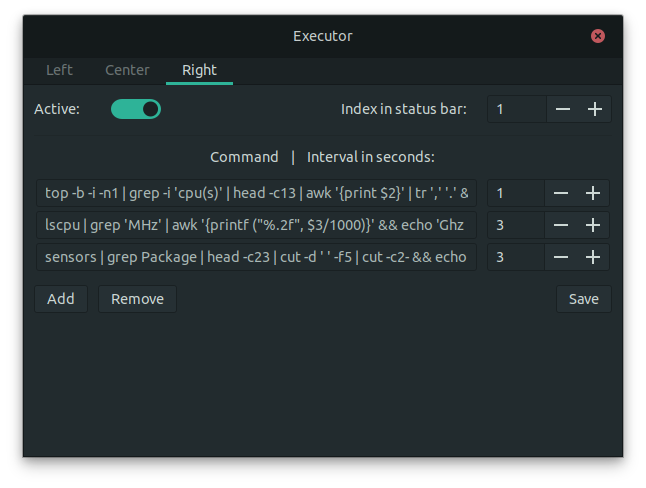 Executor
Left Center Right
Active: Index in status bar: 1
Command | Interval in seconds:
top -b -i -n1 | grep -i 'cpu(s)' | head -c13 | awk '{print $2}' | tr ',' '.' & 1
lscpu | grep 'MHz' | awk '{printf ("%.2f", $3/1000)}' && echo 'Ghz 3
sensors | grep Package | head -c23 | cut -d ' ' -f5 | cut -c2- && echo 3
Add Remove Save